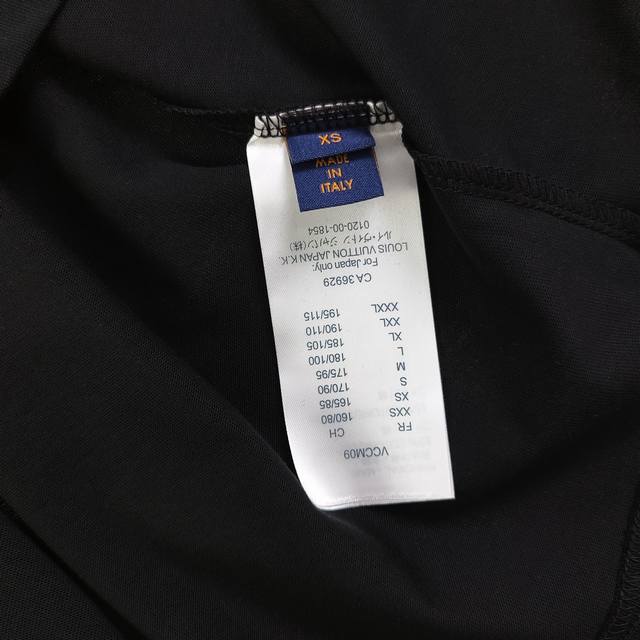 XS
MADE
IN
ITALY
VCCM09
FR CH
XXS 160/80
XS 165/85
S 170/90
M 175/95
L 180/100
XL 185/105
XXL 190/110
XXXL 195/115
CA 36929
For Japan only:
LOUIS VUITTON JAPAN K.K.
ルイ・ヴィトン ジャパン(株)
0120-00-1854